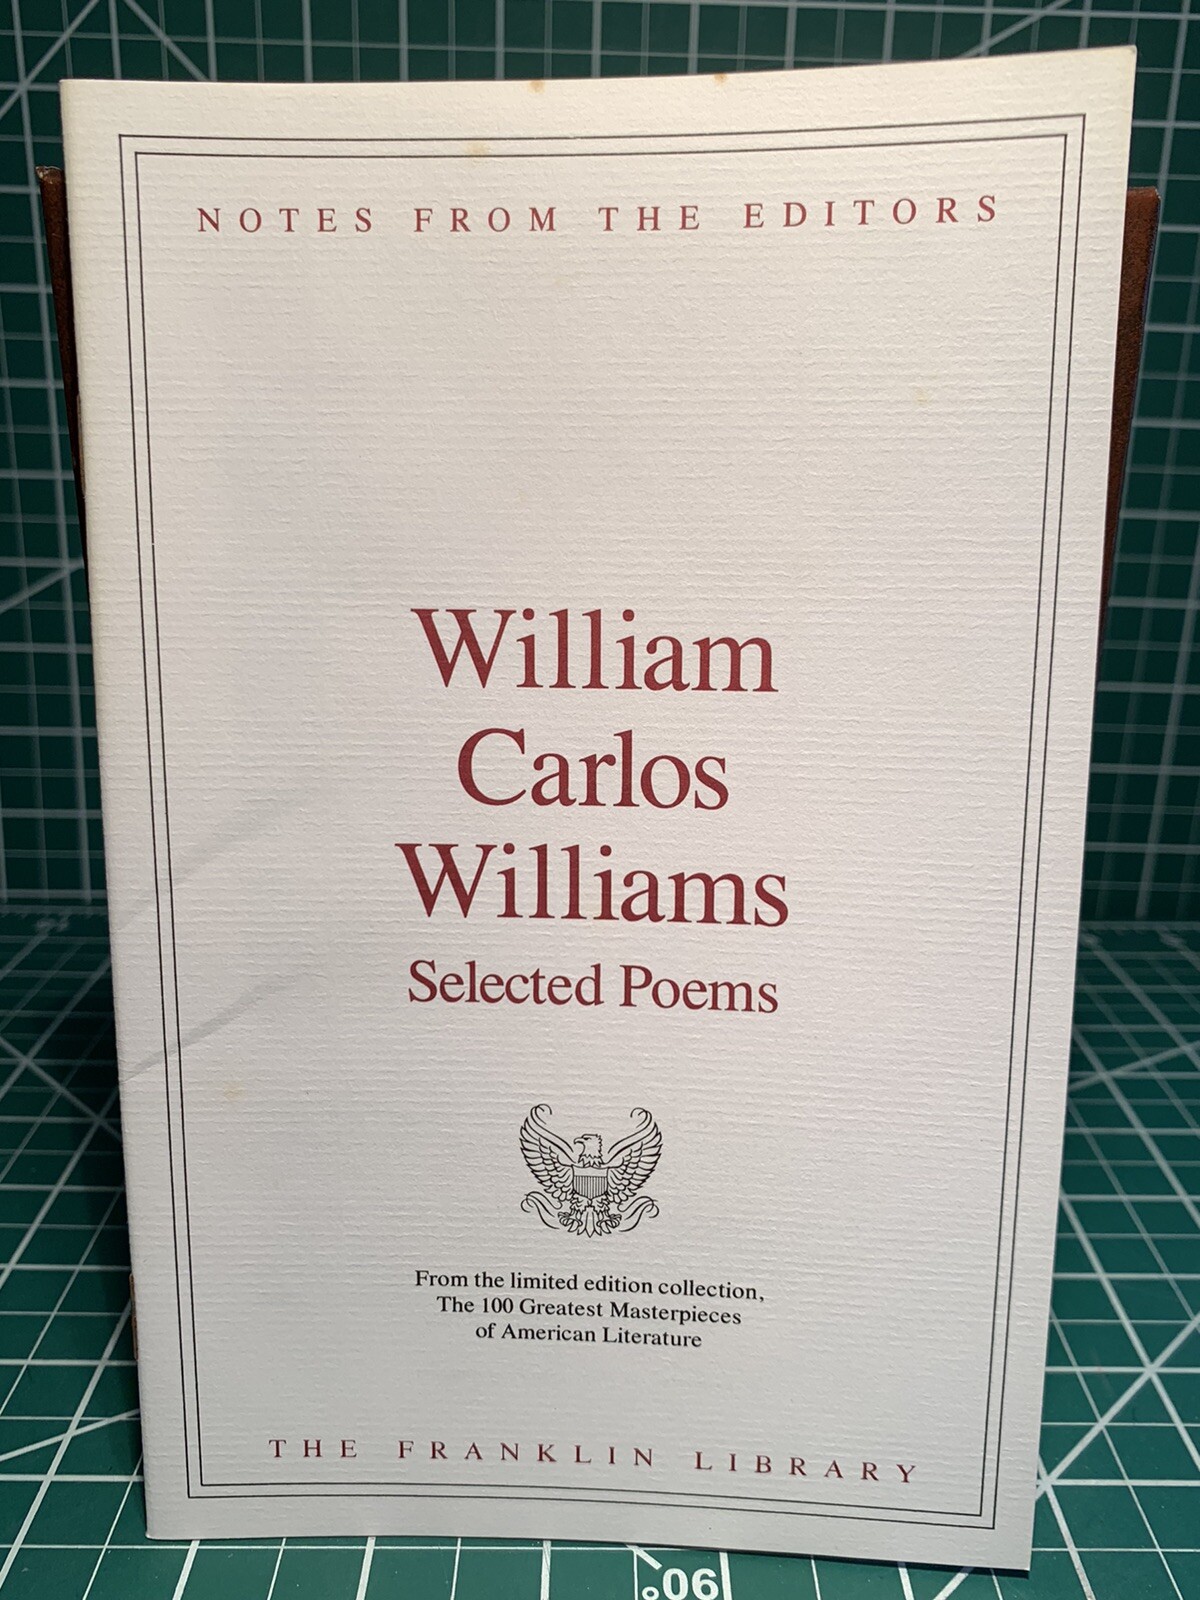 NOTES FROM THE EDITORS
William
Carlos
Williams
Selected Poems
From the limited edition collection,
The 100 Greatest Masterpieces
of American Literature
THE FRANKLIN LIBRARY
90°